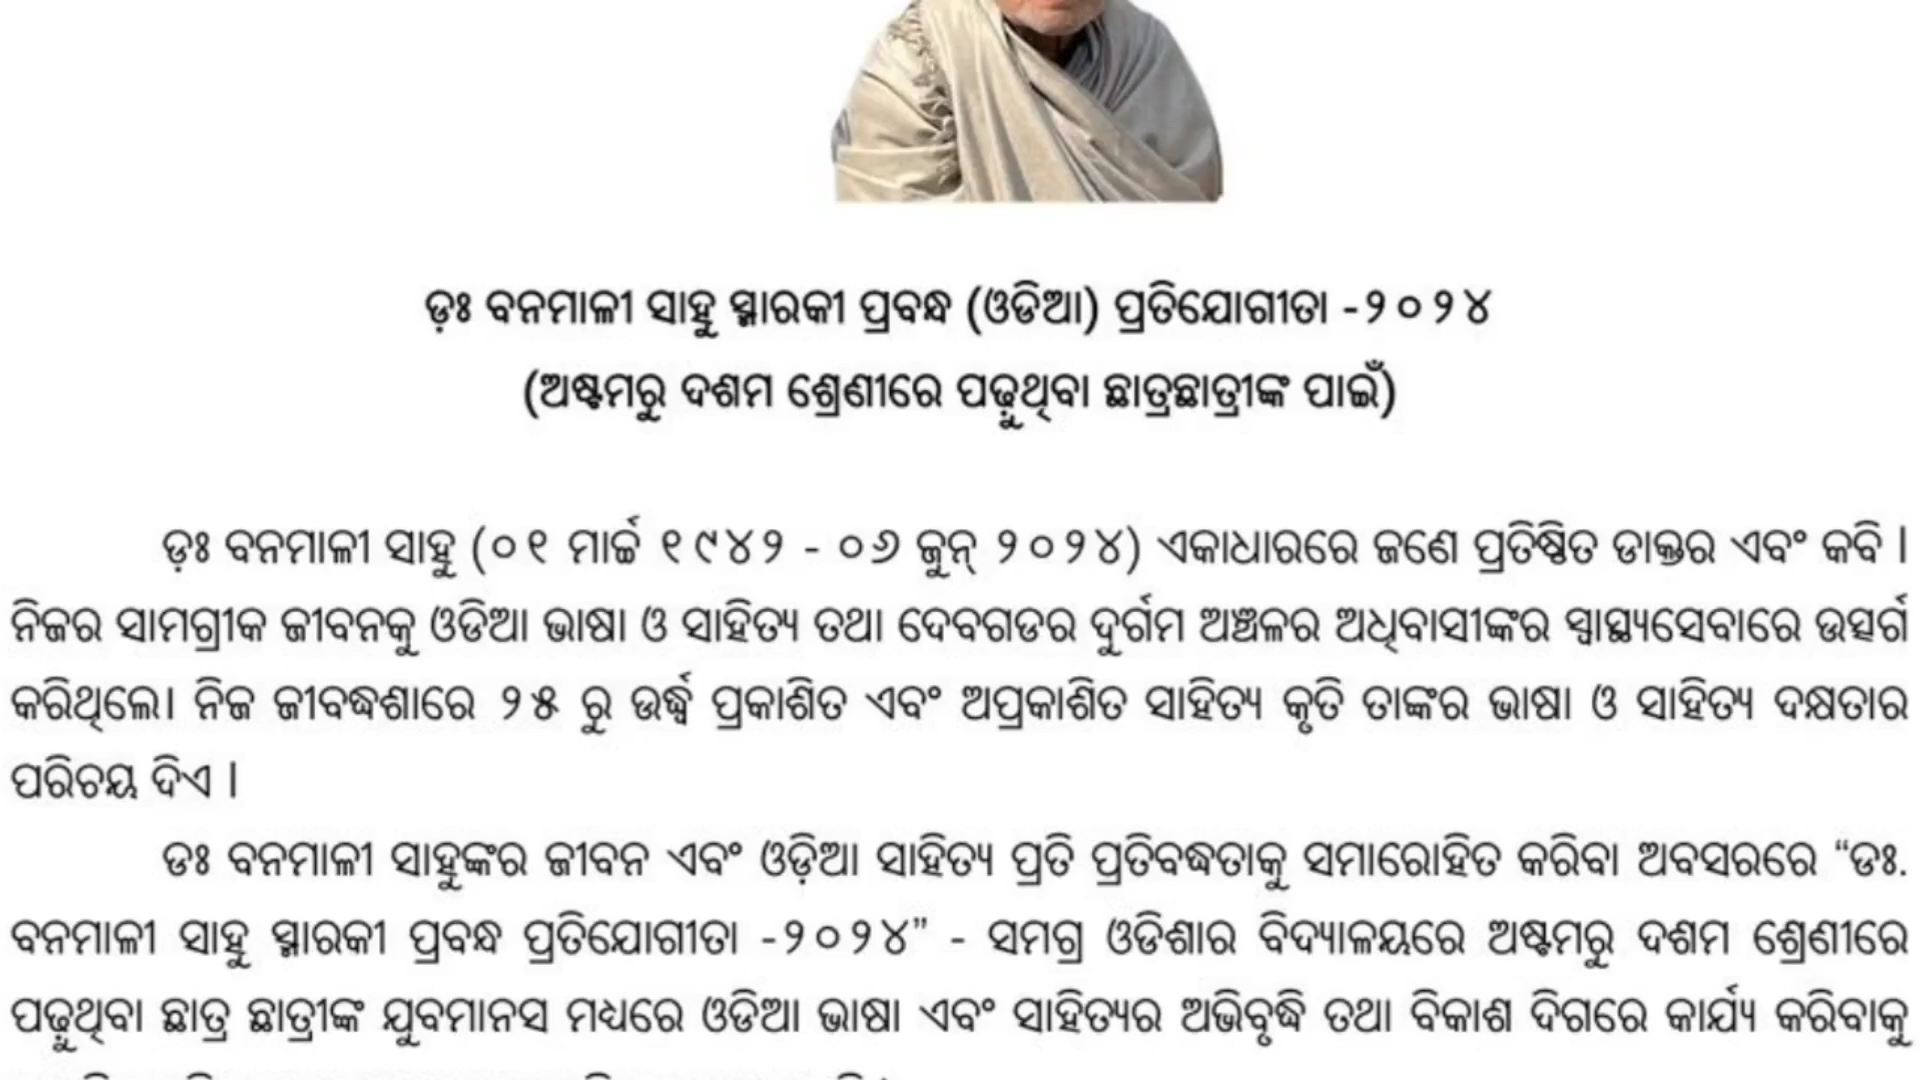 ଡ଼ଃ ବନମାଳୀ ସାହୁ ସ୍ମାରକୀ ପ୍ରବନ୍ଧ (ଓଡିଆ) ପ୍ରତିଯୋଗୀତା -୨୦୨୪
(ଅଷ୍ଟମରୁ ଦଶମ ଶ୍ରେଣୀରେ ପଢ଼ୁଥିବା ଛାତ୍ରଛାତ୍ରୀଙ୍କ ପାଇଁ)
ଡ଼ଃ ବନମାଳୀ ସାହୁ (୦୧ ମାର୍ଚ୍ଚ ୧୯୪୨ - ୦୬ ଜୁନ୍ ୨୦୨୪) ଏକାଧାରରେ ଜଣେ ପ୍ରତିଷ୍ଠିତ ଡାକ୍ତର ଏବଂ କବି |
ନିଜର ସାମଗ୍ରୀକ ଜୀବନକୁ ଓଡିଆ ଭାଷା ଓ ସାହିତ୍ୟ ତଥା ଦେବଗଡର ଦୁର୍ଗମ ଅଞ୍ଚଳର ଅଧିବାସୀଙ୍କର ସ୍ୱାସ୍ଥ୍ୟସେବାରେ ଉତ୍ସର୍ଗ
କରିଥିଲେ। ନିଜ ଜୀବଦ୍ଧଶାରେ ୨୫ ରୁ ଉର୍ଦ୍ଧ୍ୱ ପ୍ରକାଶିତ ଏବଂ ଅପ୍ରକାଶିତ ସାହିତ୍ୟ କୃତି ତାଙ୍କର ଭାଷା ଓ ସାହିତ୍ୟ ଦକ୍ଷତାର
ପରିଚୟ ଦିଏ |
ଡଃ ବନମାଳୀ ସାହୁଙ୍କର ଜୀବନ ଏବଂ ଓଡ଼ିଆ ସାହିତ୍ୟ ପ୍ରତି ପ୍ରତିବଦ୍ଧତାକୁ ସମାରୋହିତ କରିବା ଅବସରରେ “ଡଃ.
ବନମାଳୀ ସାହୁ ସ୍ମାରକୀ ପ୍ରବନ୍ଧ ପ୍ରତିଯୋଗୀତା -୨୦୨୪” - ସମଗ୍ର ଓଡିଶାର ବିଦ୍ୟାଳୟରେ ଅଷ୍ଟମରୁ ଦଶମ ଶ୍ରେଣୀରେ
ପଢ଼ୁଥିବା ଛାତ୍ର ଛାତ୍ରୀଙ୍କ ଯୁବମାନସ ମଧ୍ୟରେ ଓଡିଆ ଭାଷା ଏବଂ ସାହିତ୍ୟର ଅଭିବୃଦ୍ଧି ତଥା ବିକାଶ ଦିଗରେ କାର୍ଯ୍ୟ କରିବାକୁ